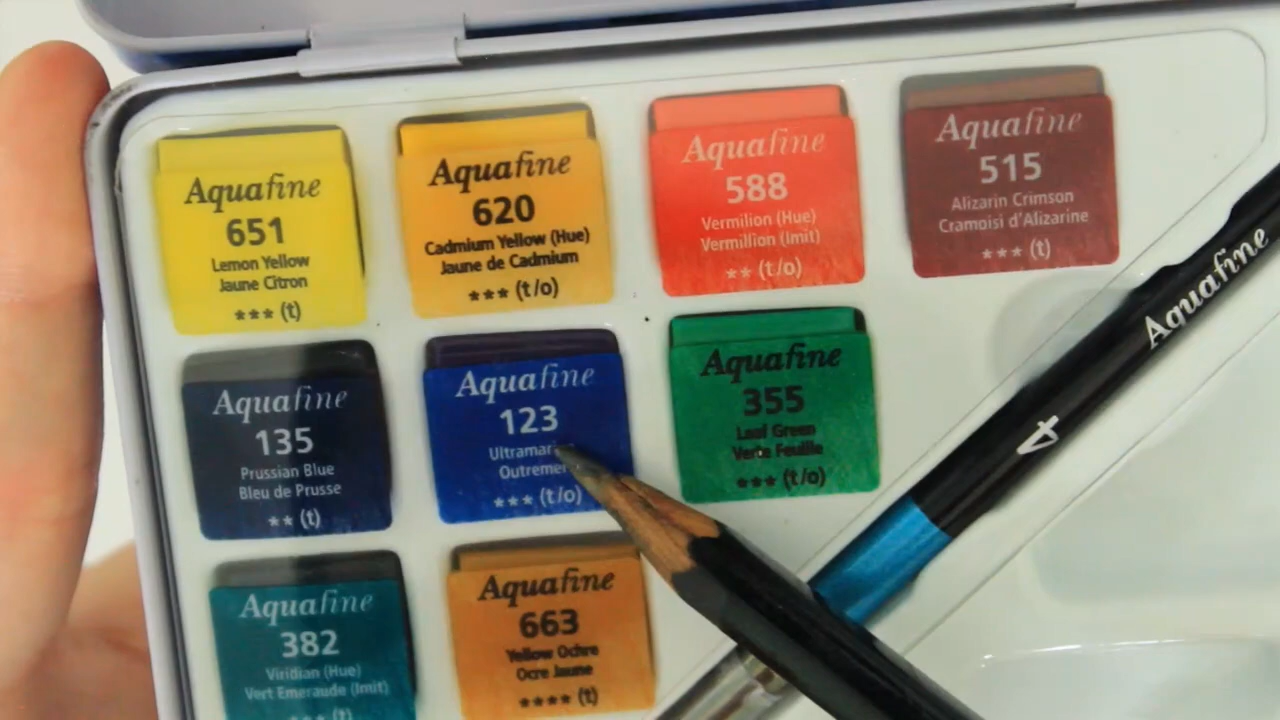 Aquafine
651
Lemon Yellow
Jaune Citron
*** (t)
Aquafine
620
Cadmium Yellow (Hue)
Jaune de Cadmium
*** (t/o)
Aquafine
588
Vermilion (Hue)
Vermillion (Imit)
** (t/o)
Aquafine
515
Alizarin Crimson
Cramoisi d'Alizarine
*** (t)
Aquafine
135
Prussian Blue
Bleu de Prusse
** (t)
Aquafine
123
*** (t/o)
Aquafine
355
Leaf Green
Verte Feuille
*** (t/o)
Aquafine
382
Viridian (Hue)
Vert Emeraude (Imit)
*** (t)
Aquafine
663
Yellow Ochre
Ocre Jaune
**** (t)
Aquafine
4